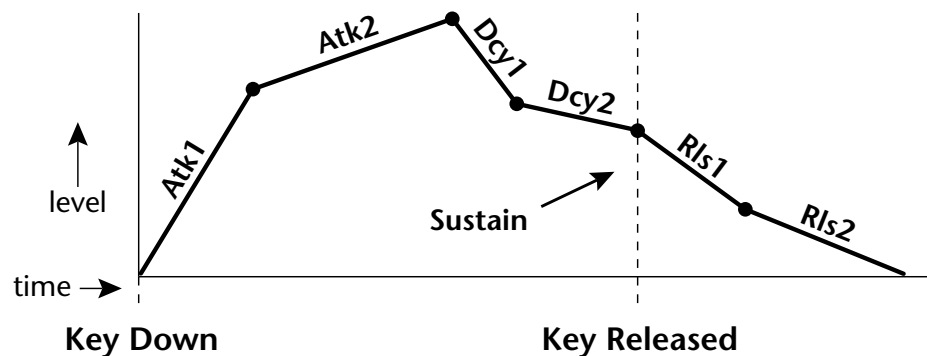 Atk1
Atk2
Dcy1
Dcy2
Rls1
Rls2
level
Sustain
time
Key Down
Key Released